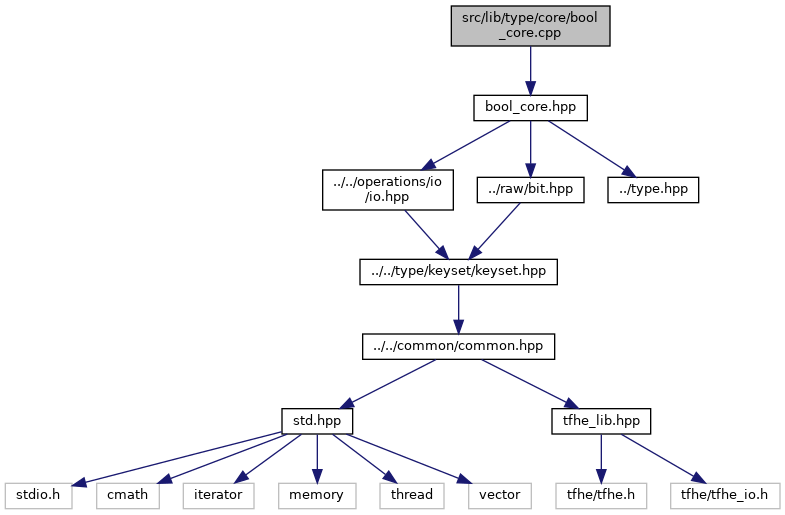 src/lib/type/core/bool
_core.cpp
bool_core.hpp
../../operations/io
/io.hpp
../raw/bit.hpp
../type.hpp
../../type/keyset/keyset.hpp
../../common/common.hpp
std.hpp
tfhe_lib.hpp
stdio.h
cmath
iterator
memory
thread
vector
tfhe/tfhe.h
tfhe/tfhe_io.h